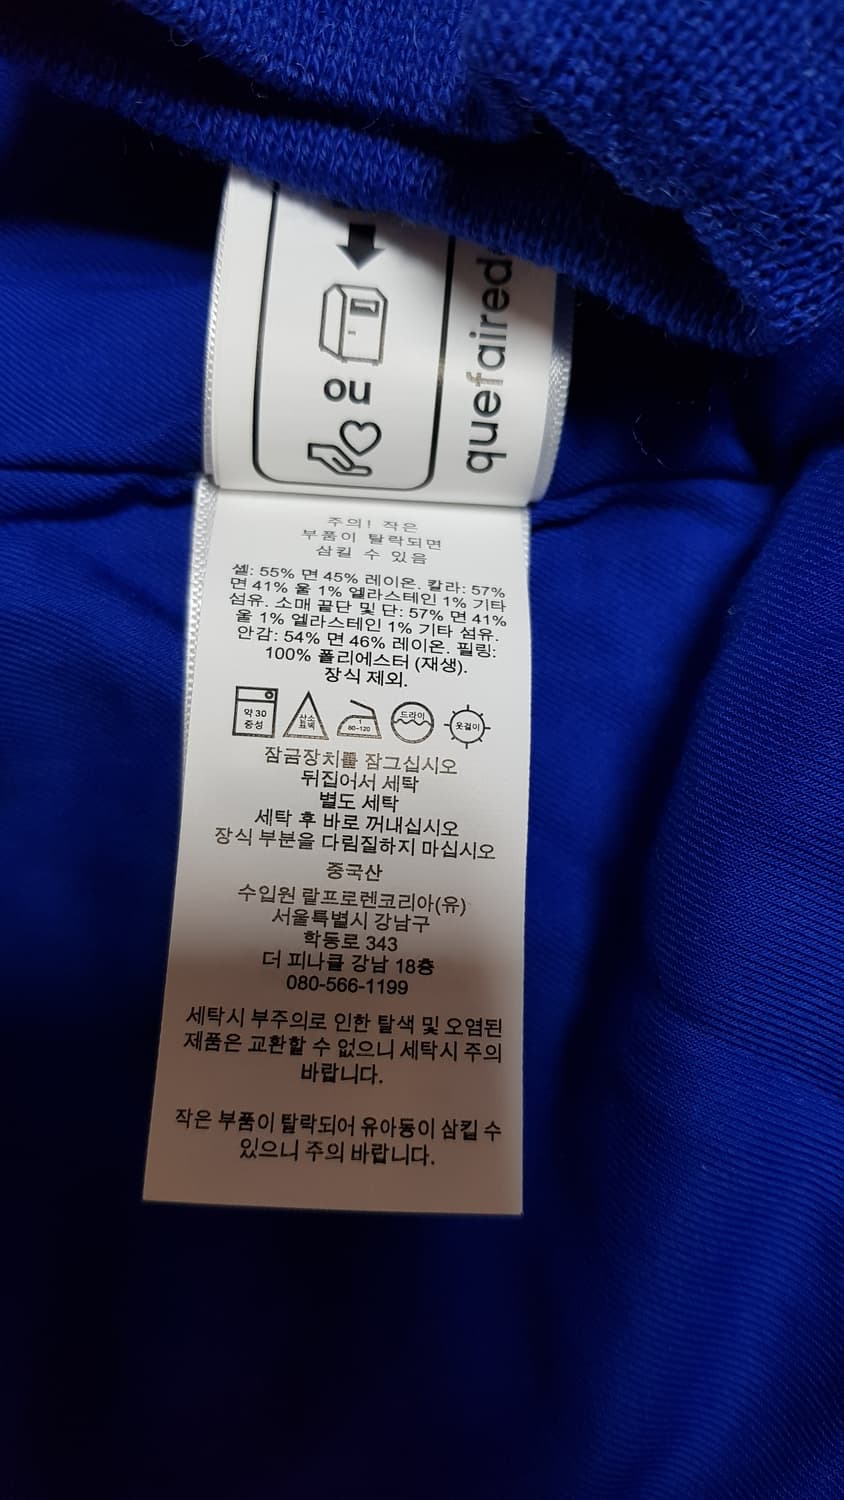 quefaired
ou
주의! 작은
부품이 탈락되면
삼킬 수 있음
셸: 55% 면 45% 레이온. 칼라: 57%
면 41% 울 1% 엘라스테인 1% 기타
섬유. 소매 끝단 및 단: 57% 면 41%
울 1% 엘라스테인 1% 기타 섬유.
안감: 54% 면 46% 레이온. 필링:
100% 폴리에스터 (재생).
장식 제외.
약 30
중성
산소
표백
1
80~120
드라이
옷걸이
잠금장치를 잠그십시오
뒤집어서 세탁
별도 세탁
세탁 후 바로 꺼내십시오
장식 부분을 다림질하지 마십시오
중국산
수입원 랄프로렌코리아(유)
서울특별시 강남구
학동로 343
더 피나클 강남 18층
080-566-1199
세탁시 부주의로 인한 탈색 및 오염된
제품은 교환할 수 없으니 세탁시 주의
바랍니다.
작은 부품이 탈락되어 유아동이 삼킬 수
있으니 주의 바랍니다.